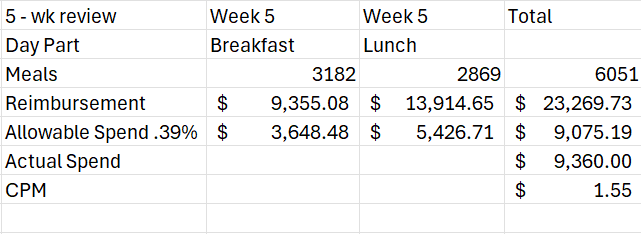 5 - wk review Week 5 Week 5 Total
Day Part Breakfast Lunch
Meals 3182 2869 6051
Reimbursement $ 9,355.08 $ 13,914.65 $ 23,269.73
Allowable Spend .39% $ 3,648.48 $ 5,426.71 $ 9,075.19
Actual Spend $ 9,360.00
CPM $ 1.55